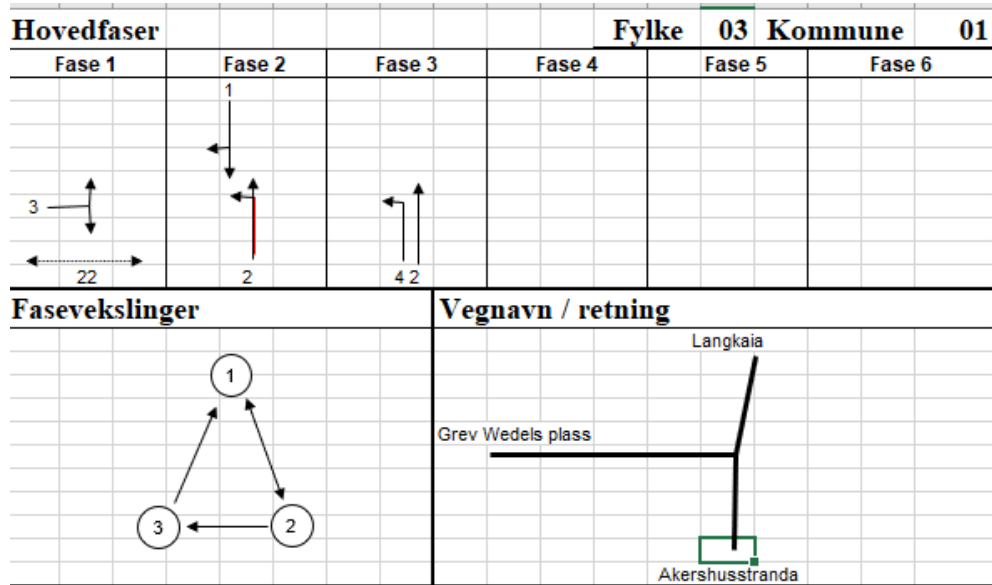 Hovedfaser Fylke 03 Kommune 01
Fase 1 Fase 2 Fase 3 Fase 4 Fase 5 Fase 6
1
3
22 2 4 2
Fasevekslinger Vegnavn / retning
Langkaia
1
Grev Wedels plass
3 2
Akershusstranda